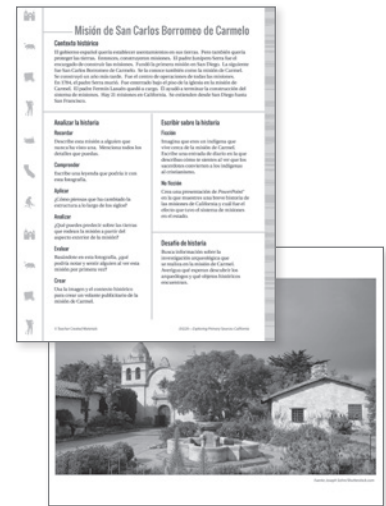 Misión de San Carlos Borromeo de Carmelo
Contexto histórico
El gobierno español quería establecer asentamientos en sus tierras. Pero también quería
proteger las tierras. Entonces, construyeron misiones. El padre Junípero Serra fue el
encargado de construir las misiones. Fundó la primera misión en San Diego. La siguiente
fue San Carlos Borromeo de Carmelo. Se la conoce también como la misión de Carmel.
Se construyó un año más tarde. Fue el centro de operaciones de todas las misiones.
En 1784, el padre Serra murió. Fue enterrado bajo el piso de la iglesia en la misión de
Carmel. El padre Fermín Lasuén quedó a cargo. Él ayudó a terminar la construcción del
sistema de misiones. Hay 21 misiones en California. Se extienden desde San Diego hasta
San Francisco.
Analizar la historia
Recordar
Describe esta misión a alguien que
nunca ha visto una. Menciona todos los
detalles que puedas.
Comprender
Escribe una leyenda que podría ir con
esta fotografía.
Aplicar
¿Cómo piensas que ha cambiado la
estructura a lo largo de los siglos?
Analizar
¿Qué puedes predecir sobre las tierras
que rodean la misión a partir del
aspecto exterior de la misión?
Evaluar
Basándote en esta fotografía, ¿qué
podría notar y sentir alguien al ver esta
misión por primera vez?
Crear
Usa la imagen y el contexto histórico
para crear un volante publicitario de la
misión de Carmel.
Escribir sobre la historia
Ficción
Imagina que eres un indígena que
vive cerca de la misión de Carmel.
Escribe una entrada de diario en la que
describas cómo te sientes al ver que los
sacerdotes convierten a los indígenas
al cristianismo.
No ficción
Crea una presentación de PowerPoint®
en la que muestres una breve historia de
las misiones de California y cuál fue el
efecto que tuvo el sistema de misiones
en el estado.
Desafío de historia
Busca información sobre la
investigación arqueológica que
se realiza en la misión de Carmel.
Averigua qué esperan descubrir los
arqueólogos y qué objetos históricos
encuentran.
© Teacher Created Materials